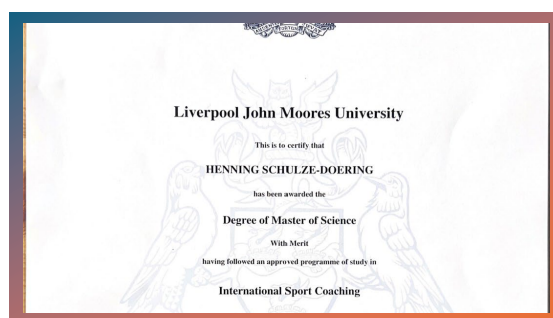 FORTUNA
Liverpool John Moores University
This is to certify that
HENNING SCHULZE-DOERING
has been awarded the
Degree of Master of Science
With Merit
having followed an approved programme of study in
International Sport Coaching